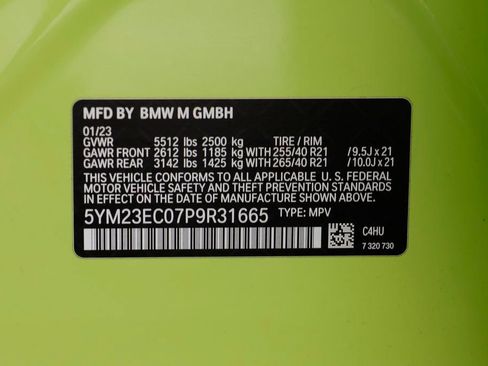 MFD BY BMW M GMBH
01/23
GVWR 5512 lbs 2500 kg TIRE / RIM
GAWR FRONT 2612 lbs 1185 kg WITH 255/40 R21 / 9.5J x 21
GAWR REAR 3142 lbs 1425 kg WITH 265/40 R21 / 10.0J x 21
THIS VEHICLE CONFORMS TO ALL APPLICABLE U. S. FEDERAL
MOTOR VEHICLE SAFETY, BUMPER, AND THEFT PREVENTION
STANDARDS IN EFFECT ON THE DATE OF MANUFACTURE SHOWN ABOVE.
5YM23EC07P9R31665 TYPE: MPV
C4HU
7 320 730